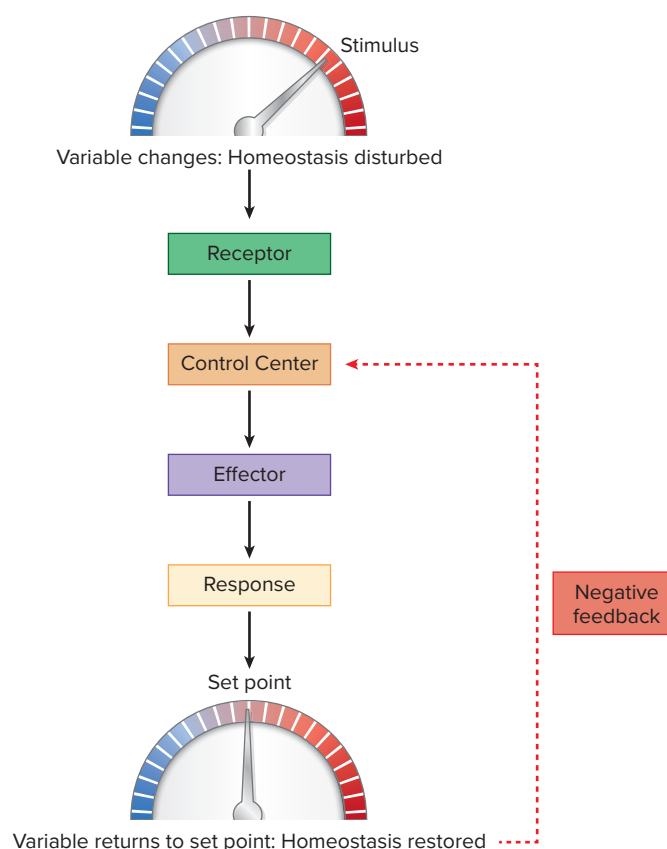 Stimulus
Variable changes: Homeostasis disturbed
Receptor
Control Center
Effector
Response
Negative
feedback
Set point
Variable returns to set point: Homeostasis restored